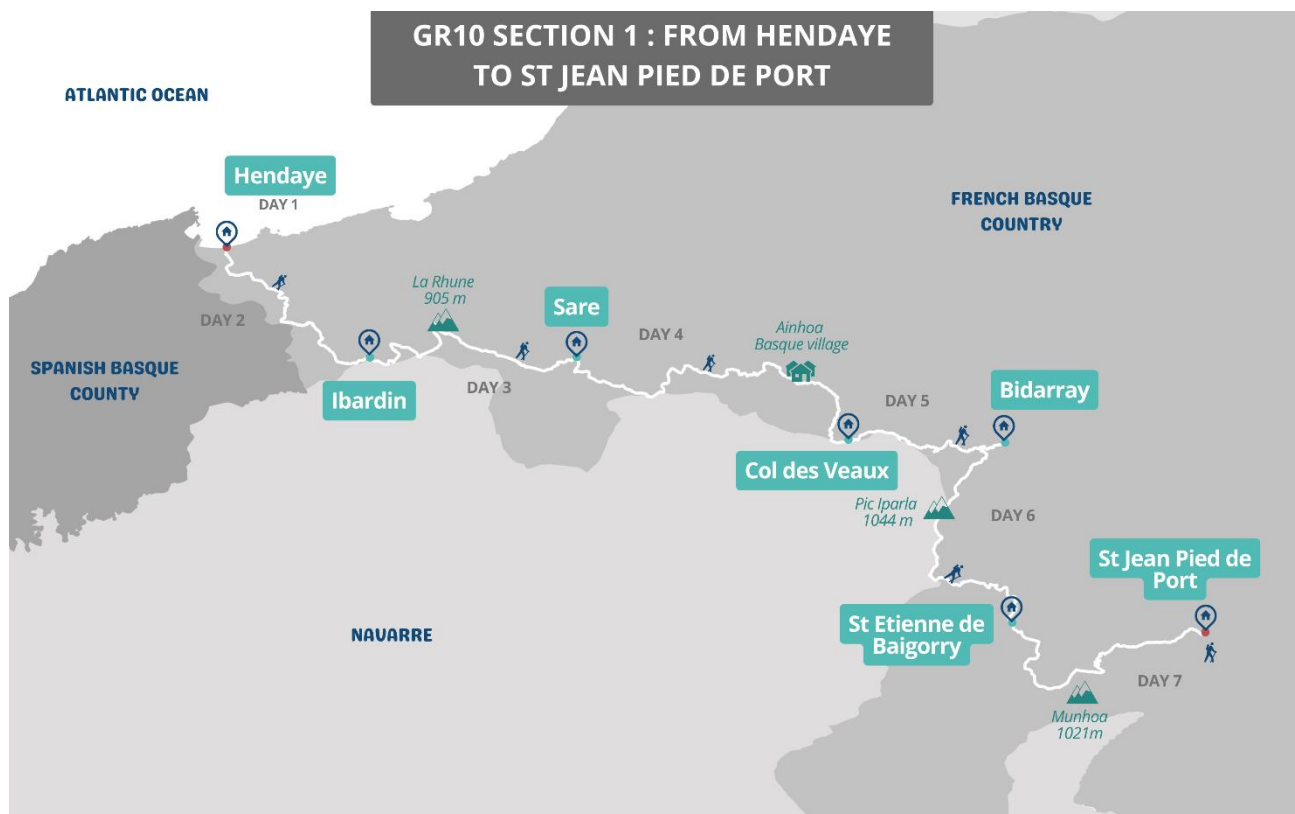 GR10 SECTION 1 : FROM HENDAYE
TO ST JEAN PIED DE PORT
ATLANTIC OCEAN
Hendaye
DAY 1
FRENCH BASQUE
COUNTRY
La Rhune
905 m
Sare
DAY 2
DAY 4
Ainhoa
Basque village
SPANISH BASQUE
COUNTY
Ibardin
DAY 3
DAY 5
Bidarray
Col des Veaux
Pic Iparla
1044 m
DAY 6
St Jean Pied de
Port
St Etienne de
Baigorry
NAVARRE
DAY 7
Munhoa
1021m